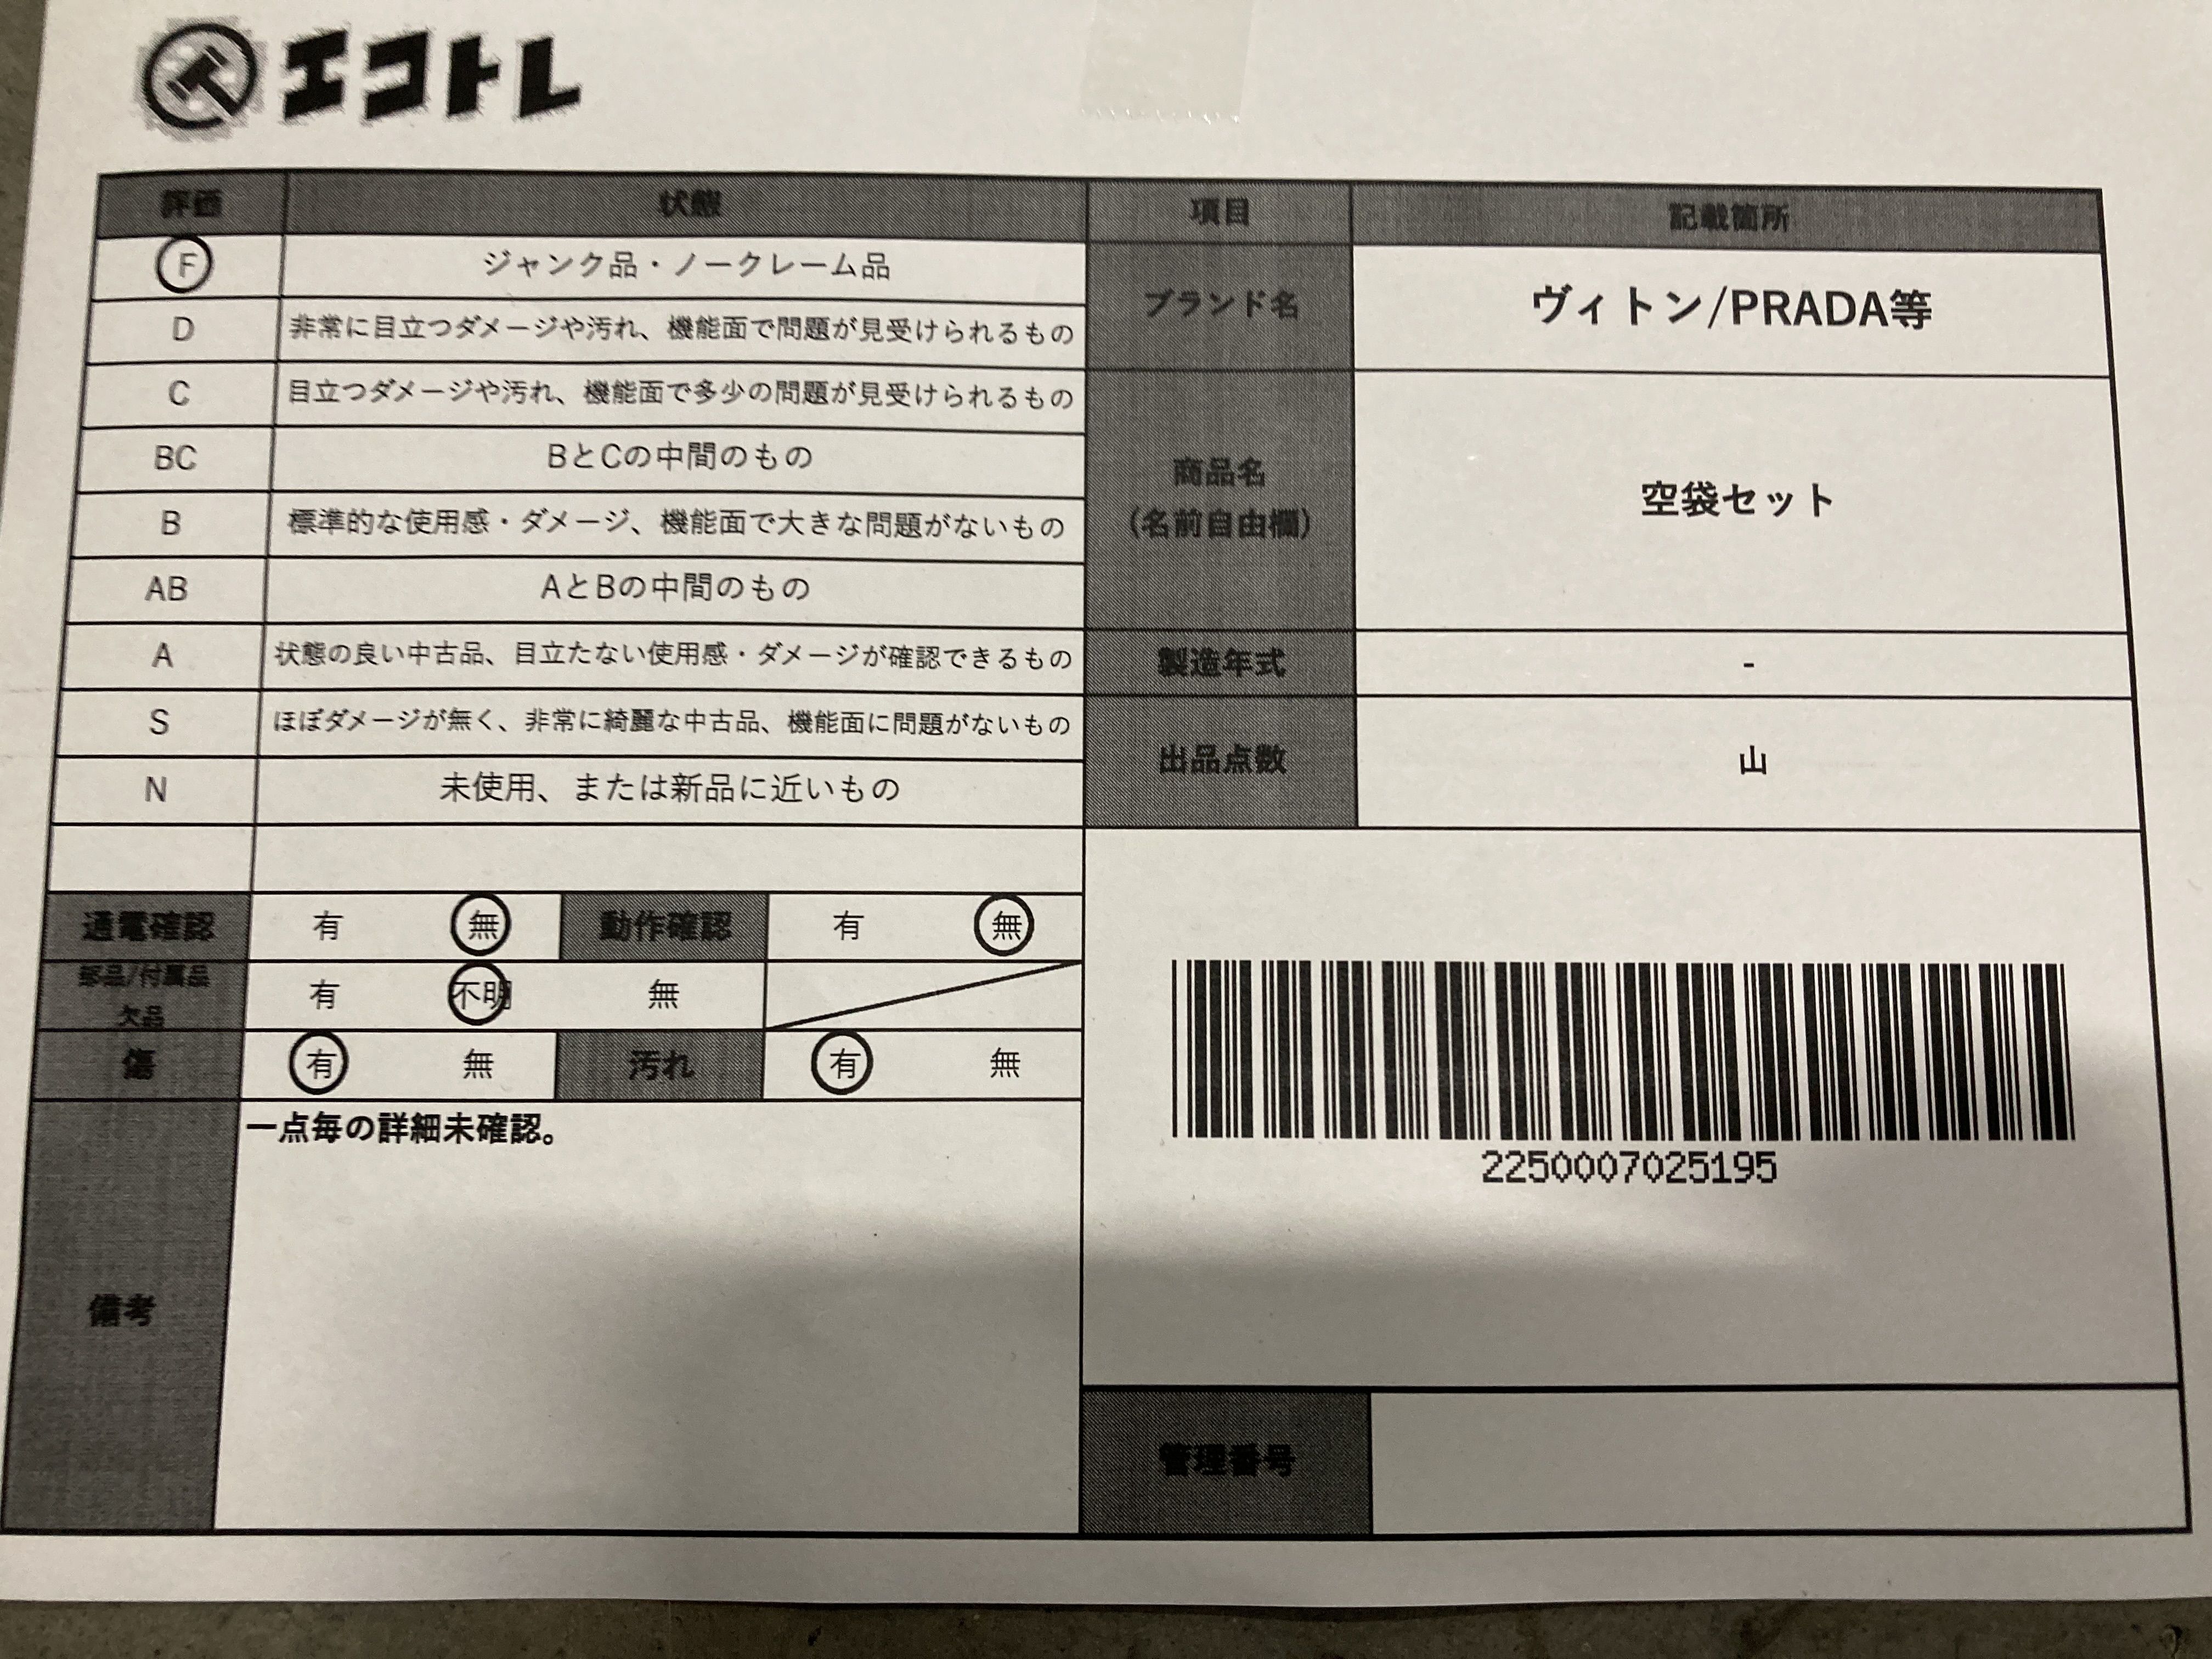 エコトレ
評価 状態 項目 記載箇所
F ジャンク品・ノークレーム品
D 非常に目立つダメージや汚れ、機能面で問題が見受けられるもの
C 目立つダメージや汚れ、機能面で多少の問題が見受けられるもの
BC BとCの中間のもの
B 標準的な使用感・ダメージ、機能面で大きな問題がないもの
AB AとBの中間のもの
A 状態の良い中古品、目立たない使用感・ダメージが確認できるもの
S ほぼダメージが無く、非常に綺麗な中古品、機能面に問題がないもの
N 未使用、または新品に近いもの
ブランド名 ヴィトン/PRADA等
商品名
(名前自由欄)
空袋セット
製造年式 -
出品点数 山
通電確認 有 無 動作確認 有 無
部品/付属品
欠品
有 不明 無
傷 有 無 汚れ 有 無
備考
一点毎の詳細未確認。
2250007025195
管理番号